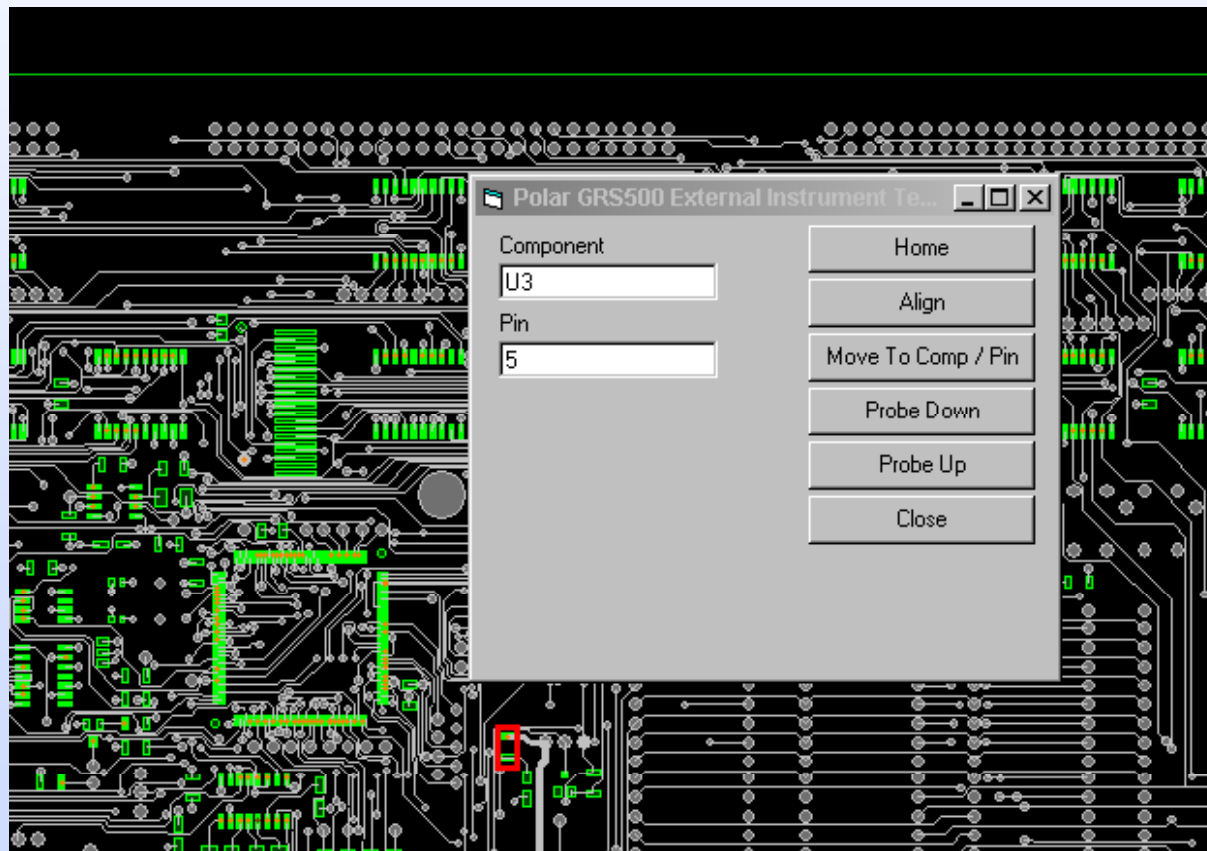 Polar GRS500 External Instrument Te...
Component
U3
Pin
5
Home
Align
Move To Comp / Pin
Probe Down
Probe Up
Close